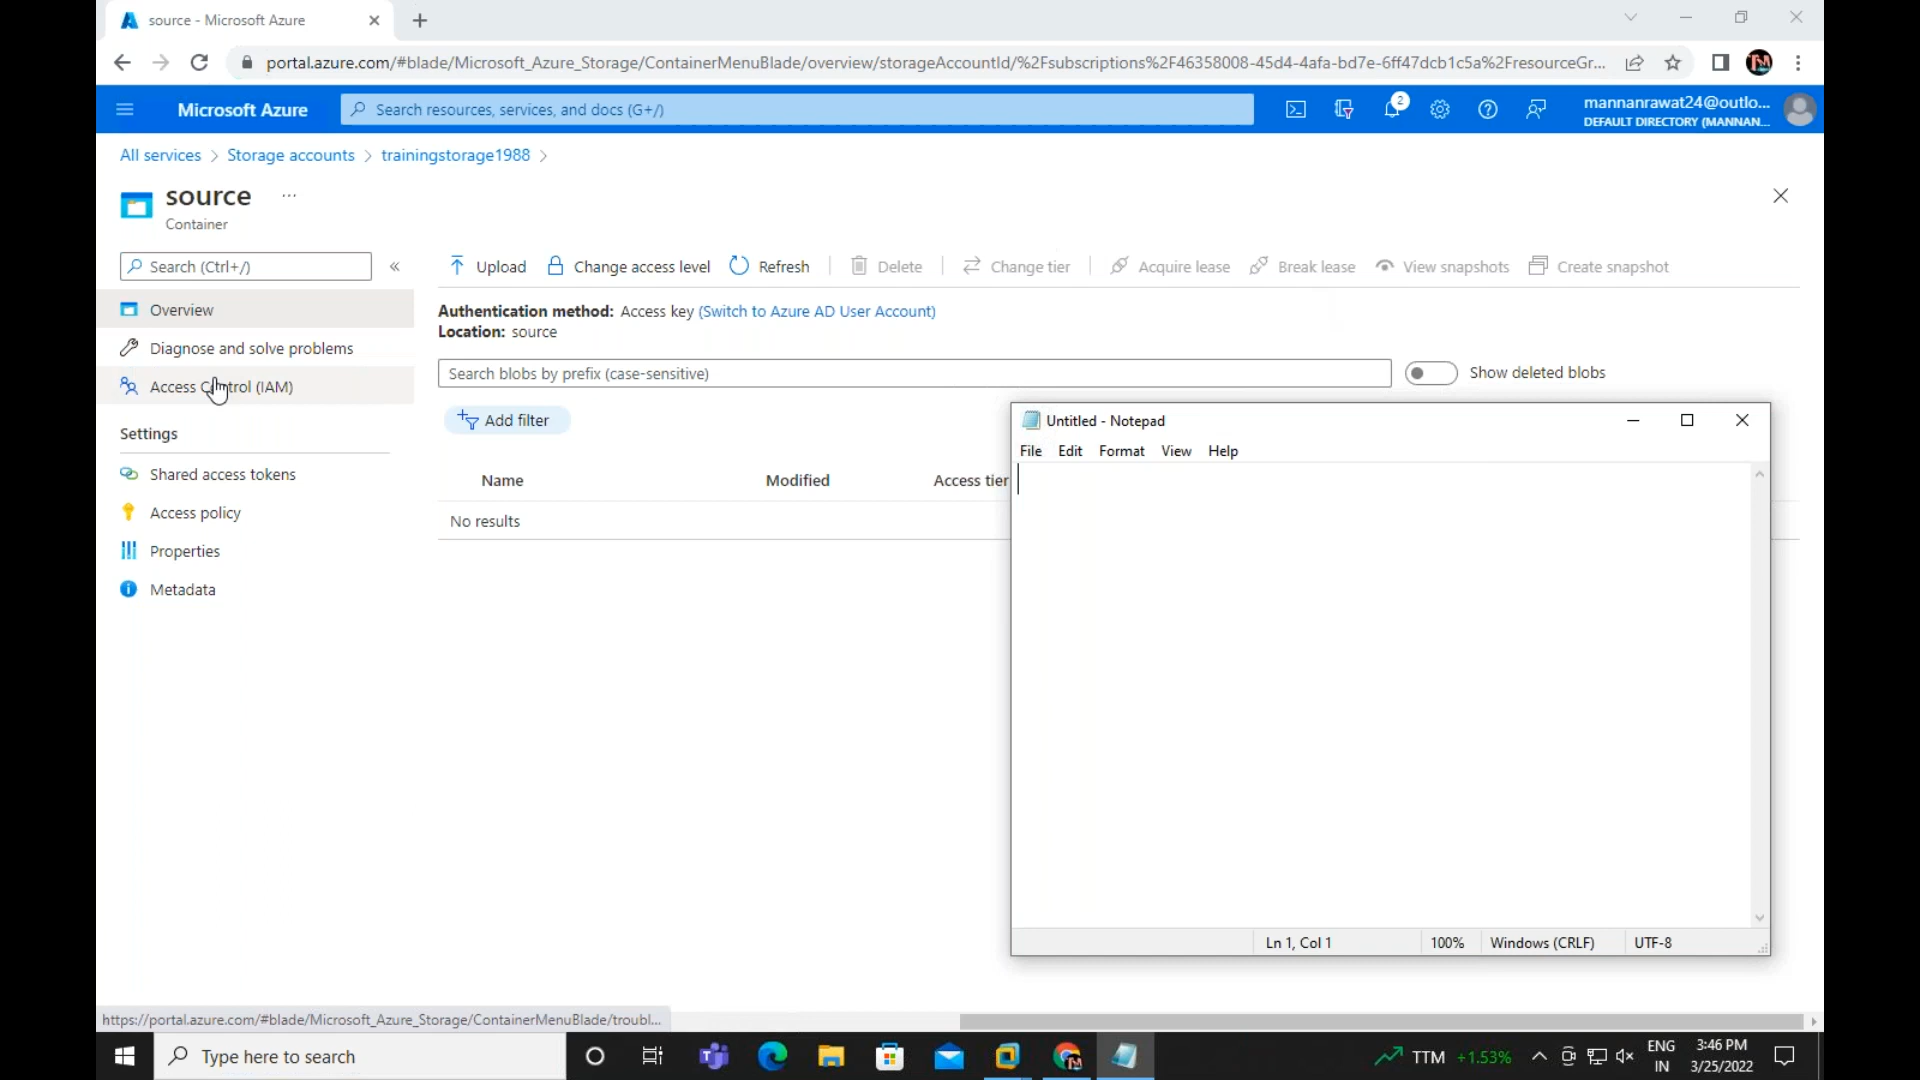 source - Microsoft Azure
portal.azure.com/#blade/Microsoft_Azure_Storage/ContainerMenuBlade/overview/storageAccountId/%2Fsubscriptions%2F46358008-45d4-4afa-bd7e-6ff47dcb1c5a%2FresourceGr...
Microsoft Azure
Search resources, services, and docs (G+/)
2
mannanrawat24@outlo...
DEFAULT DIRECTORY (MANNAN...
All services > Storage accounts > trainingstorage1988 >
source ...
Container
Search (Ctrl+/) «
Upload Change access level Refresh Delete Change tier Acquire lease Break lease View snapshots Create snapshot
Overview
Diagnose and solve problems
Access Control (IAM)
Settings
Shared access tokens
Access policy
Properties
Metadata
Authentication method: Access key (Switch to Azure AD User Account)
Location: source
Search blobs by prefix (case-sensitive)
Show deleted blobs
Add filter
Name Modified Access tier
No results
Untitled - Notepad
File Edit Format View Help
Ln 1, Col 1 100% Windows (CRLF) UTF-8
https://portal.azure.com/#blade/Microsoft_Azure_Storage/ContainerMenuBlade/troubl...
Type here to search
TTM +1.53%
ENG
IN
3:46 PM
3/25/2022